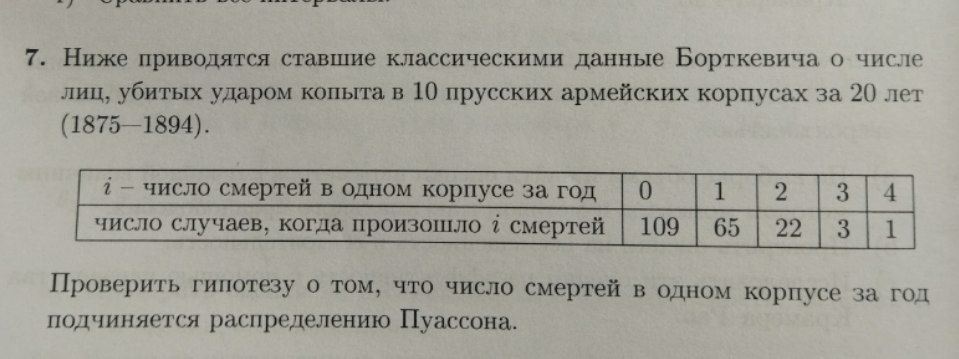 7. Ниже приводятся ставшие классическими данные Борткевича о числе
лиц, убитых ударом копыта в 10 прусских армейских корпусах за 20 лет
(1875—1894).
i – число смертей в одном корпусе за год 0 1 2 3 4
число случаев, когда произошло i смертей 109 65 22 3 1
Проверить гипотезу о том, что число смертей в одном корпусе за год
подчиняется распределению Пуассона.